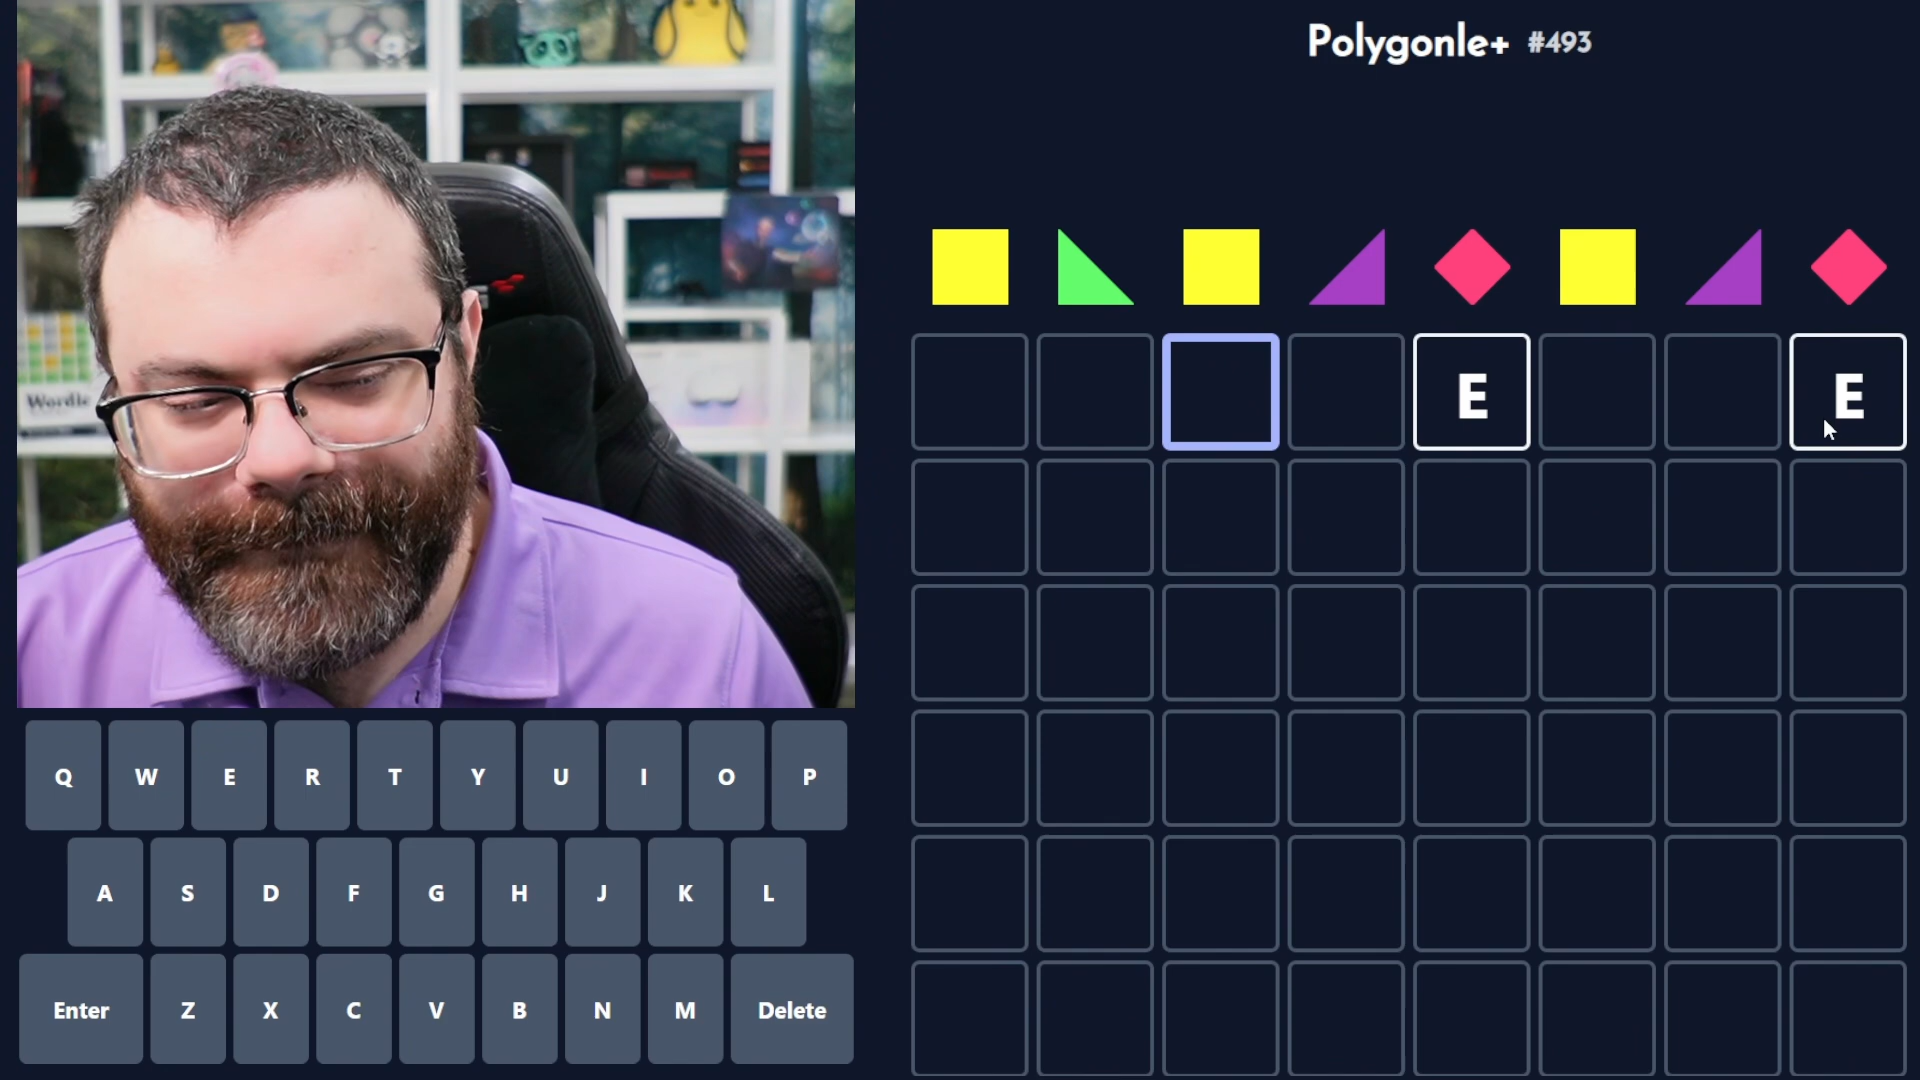 Polygonle+ #493
E E
Wordle
Q W E R T Y U I O P
A S D F G H J K L
Enter Z X C V B N M Delete